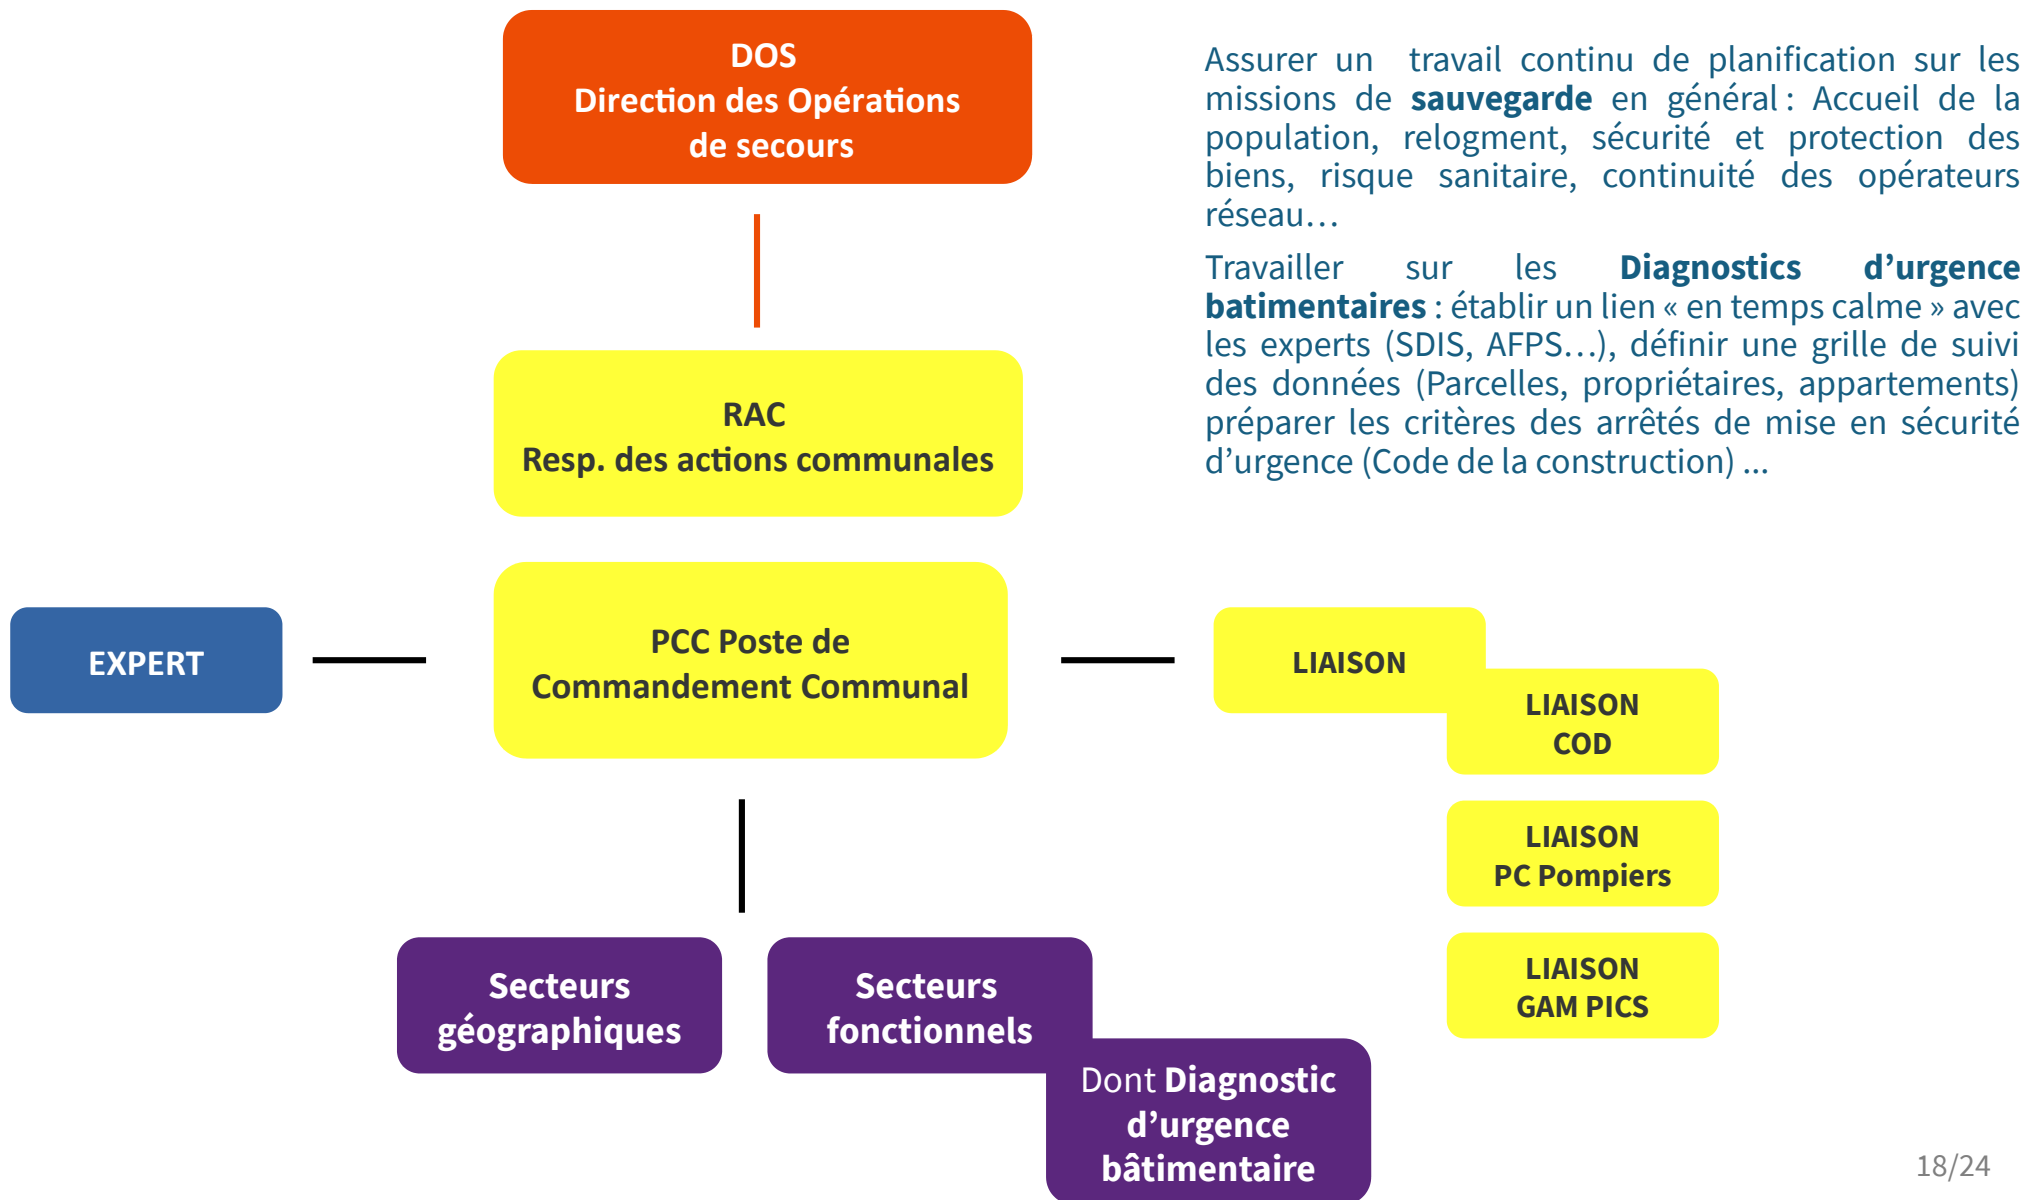 DOS
Direction des Opérations
de secours
Assurer un travail continu de planification sur les
missions de sauvegarde en général : Accueil de la
population, relogment, sécurité et protection des
biens, risque sanitaire, continuité des opérateurs
réseau…
Travailler sur les Diagnostics d’urgence
batimentaires : établir un lien « en temps calme » avec
les experts (SDIS, AFPS…), définir une grille de suivi
des données (Parcelles, propriétaires, appartements)
préparer les critères des arrêtés de mise en sécurité
d’urgence (Code de la construction) ...
RAC
Resp. des actions communales
EXPERT
PCC Poste de
Commandement Communal
LIAISON
LIAISON
COD
LIAISON
PC Pompiers
LIAISON
GAM PICS
Secteurs
géographiques
Secteurs
fonctionnels
Dont Diagnostic
d’urgence
bâtimentaire
18/24